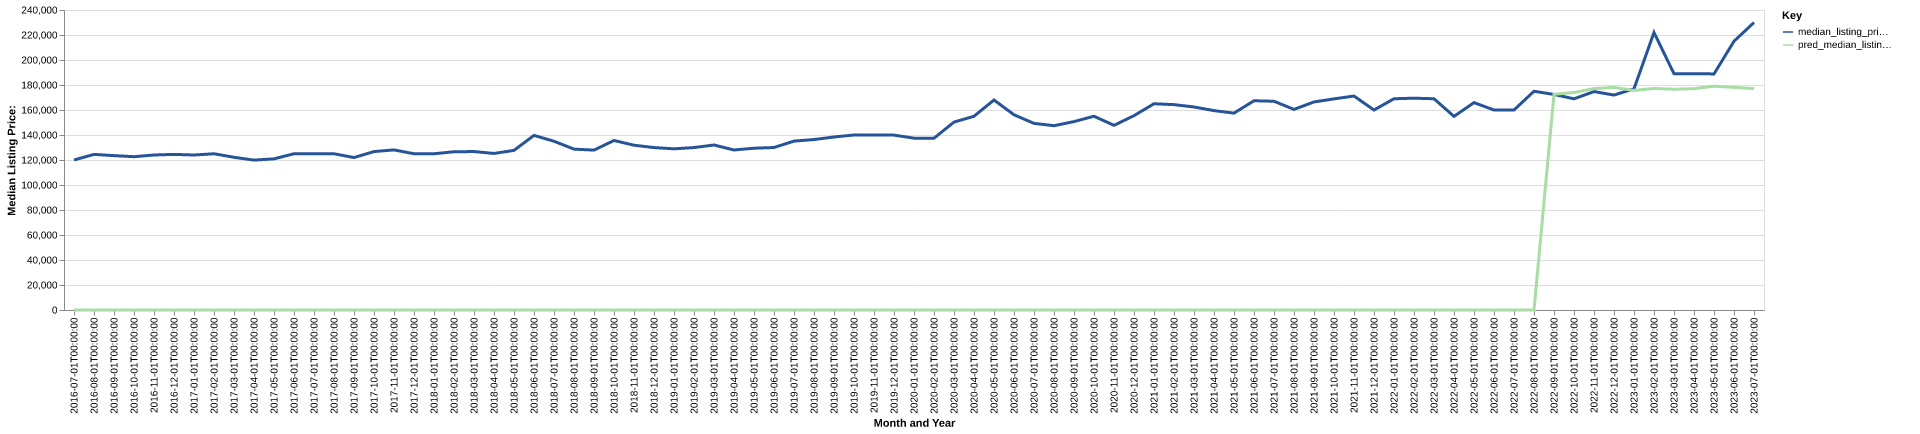 240,000
220,000
200,000
180,000
160,000
140,000
120,000
100,000
80,000
60,000
40,000
20,000
0
Median Listing Price:
2016-07-01T00:00:00
2016-08-01T00:00:00
2016-09-01T00:00:00
2016-10-01T00:00:00
2016-11-01T00:00:00
2016-12-01T00:00:00
2017-01-01T00:00:00
2017-02-01T00:00:00
2017-03-01T00:00:00
2017-04-01T00:00:00
2017-05-01T00:00:00
2017-06-01T00:00:00
2017-07-01T00:00:00
2017-08-01T00:00:00
2017-09-01T00:00:00
2017-10-01T00:00:00
2017-11-01T00:00:00
2017-12-01T00:00:00
2018-01-01T00:00:00
2018-02-01T00:00:00
2018-03-01T00:00:00
2018-04-01T00:00:00
2018-05-01T00:00:00
2018-06-01T00:00:00
2018-07-01T00:00:00
2018-08-01T00:00:00
2018-09-01T00:00:00
2018-10-01T00:00:00
2018-11-01T00:00:00
2018-12-01T00:00:00
2019-01-01T00:00:00
2019-02-01T00:00:00
2019-03-01T00:00:00
2019-04-01T00:00:00
2019-05-01T00:00:00
2019-06-01T00:00:00
2019-07-01T00:00:00
2019-08-01T00:00:00
2019-09-01T00:00:00
2019-10-01T00:00:00
2019-11-01T00:00:00
2019-12-01T00:00:00
2020-01-01T00:00:00
2020-02-01T00:00:00
2020-03-01T00:00:00
2020-04-01T00:00:00
2020-05-01T00:00:00
2020-06-01T00:00:00
2020-07-01T00:00:00
2020-08-01T00:00:00
2020-09-01T00:00:00
2020-10-01T00:00:00
2020-11-01T00:00:00
2020-12-01T00:00:00
2021-01-01T00:00:00
2021-02-01T00:00:00
2021-03-01T00:00:00
2021-04-01T00:00:00
2021-05-01T00:00:00
2021-06-01T00:00:00
2021-07-01T00:00:00
2021-08-01T00:00:00
2021-09-01T00:00:00
2021-10-01T00:00:00
2021-11-01T00:00:00
2021-12-01T00:00:00
2022-01-01T00:00:00
2022-02-01T00:00:00
2022-03-01T00:00:00
2022-04-01T00:00:00
2022-05-01T00:00:00
2022-06-01T00:00:00
2022-07-01T00:00:00
2022-08-01T00:00:00
2022-09-01T00:00:00
2022-10-01T00:00:00
2022-11-01T00:00:00
2022-12-01T00:00:00
2023-01-01T00:00:00
2023-02-01T00:00:00
2023-03-01T00:00:00
2023-04-01T00:00:00
2023-05-01T00:00:00
2023-06-01T00:00:00
2023-07-01T00:00:00
Month and Year
Key
median_listing_pri…
pred_median_listin…